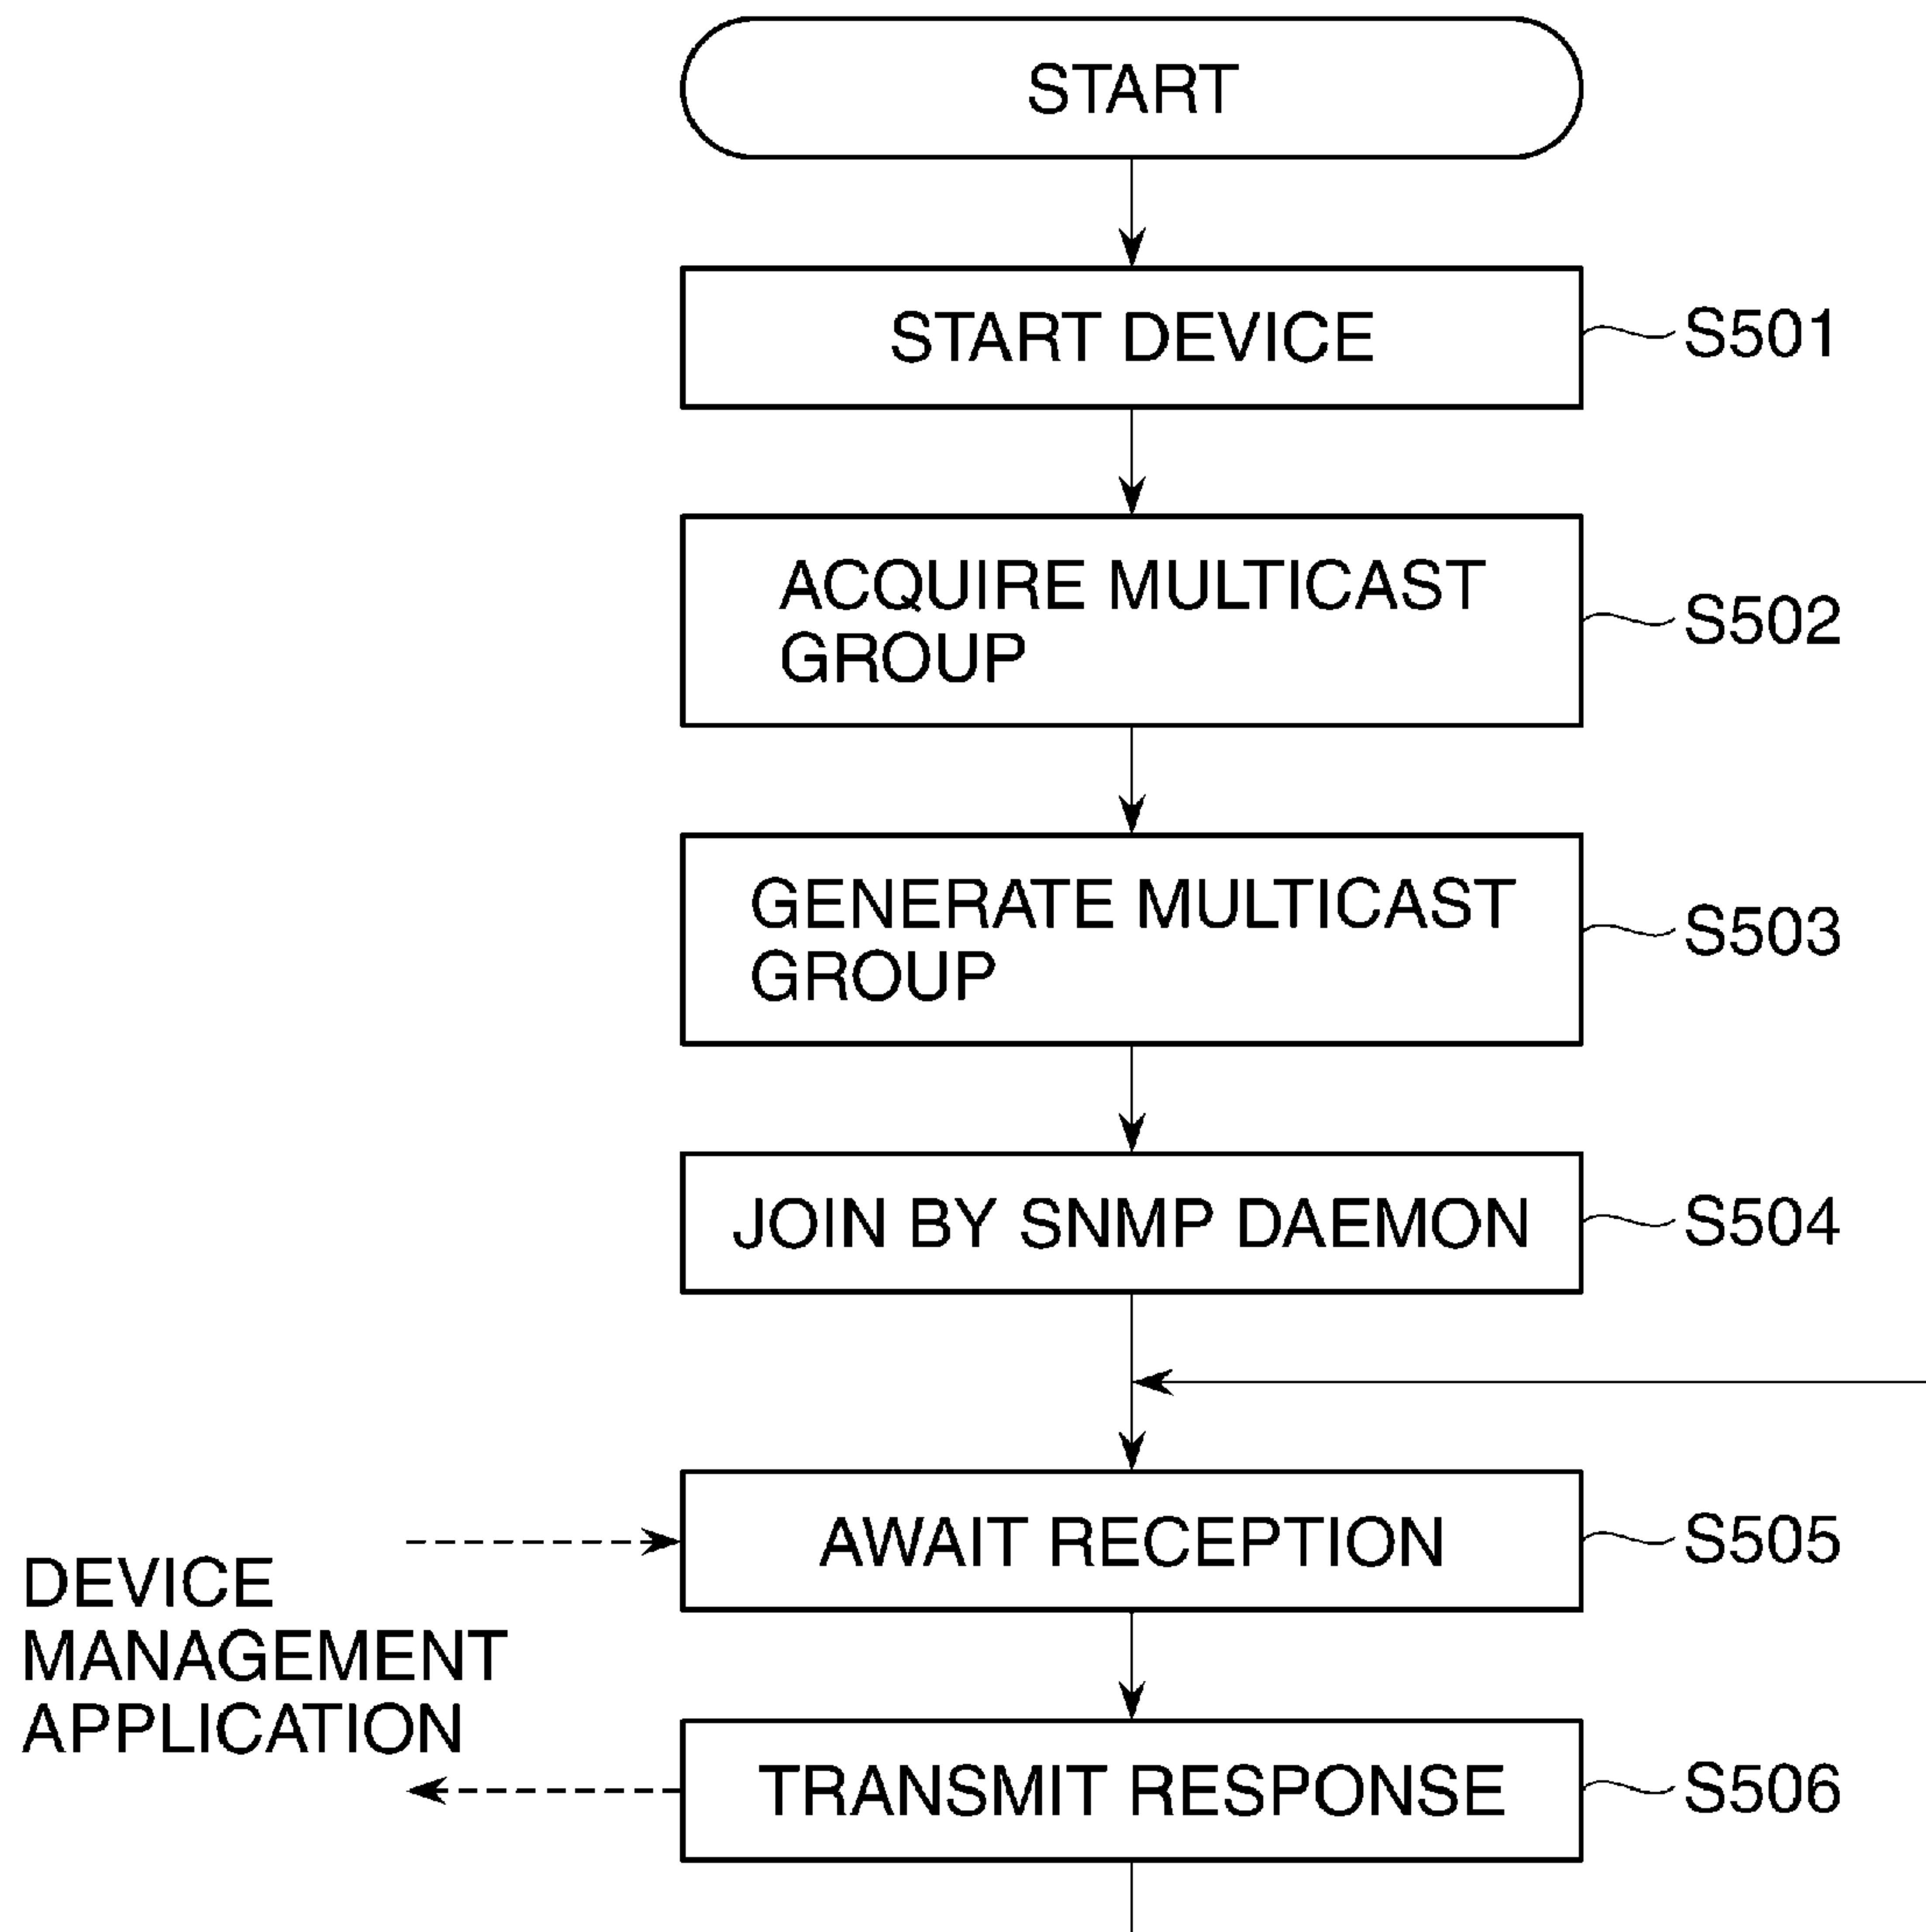 START
START DEVICE
S501
ACQUIRE MULTICAST
GROUP
S502
GENERATE MULTICAST
GROUP
S503
JOIN BY SNMP DAEMON
S504
AWAIT RECEPTION
S505
DEVICE
MANAGEMENT
APPLICATION
TRANSMIT RESPONSE
S506